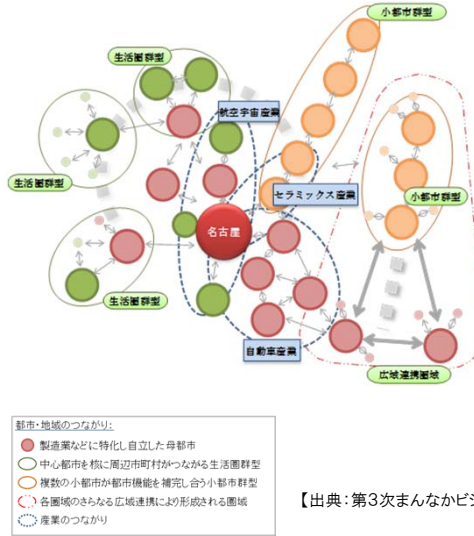 小都市群型
生活圏群型
航空宇宙産業
生活圏群型
セラミックス産業
小都市群型
名古屋
生活圏群型
自動車産業
広域連携圏域
都市・地域のつながり:
製造業などに特化し自立した母都市
中心都市を核に周辺市町村がつながる生活圏群型
複数の小都市が都市機能を補完し合う小都市群型
各圏域のさらなる広域連携により形成される圏域
産業のつながり
【出典：第3次まんなかビジ